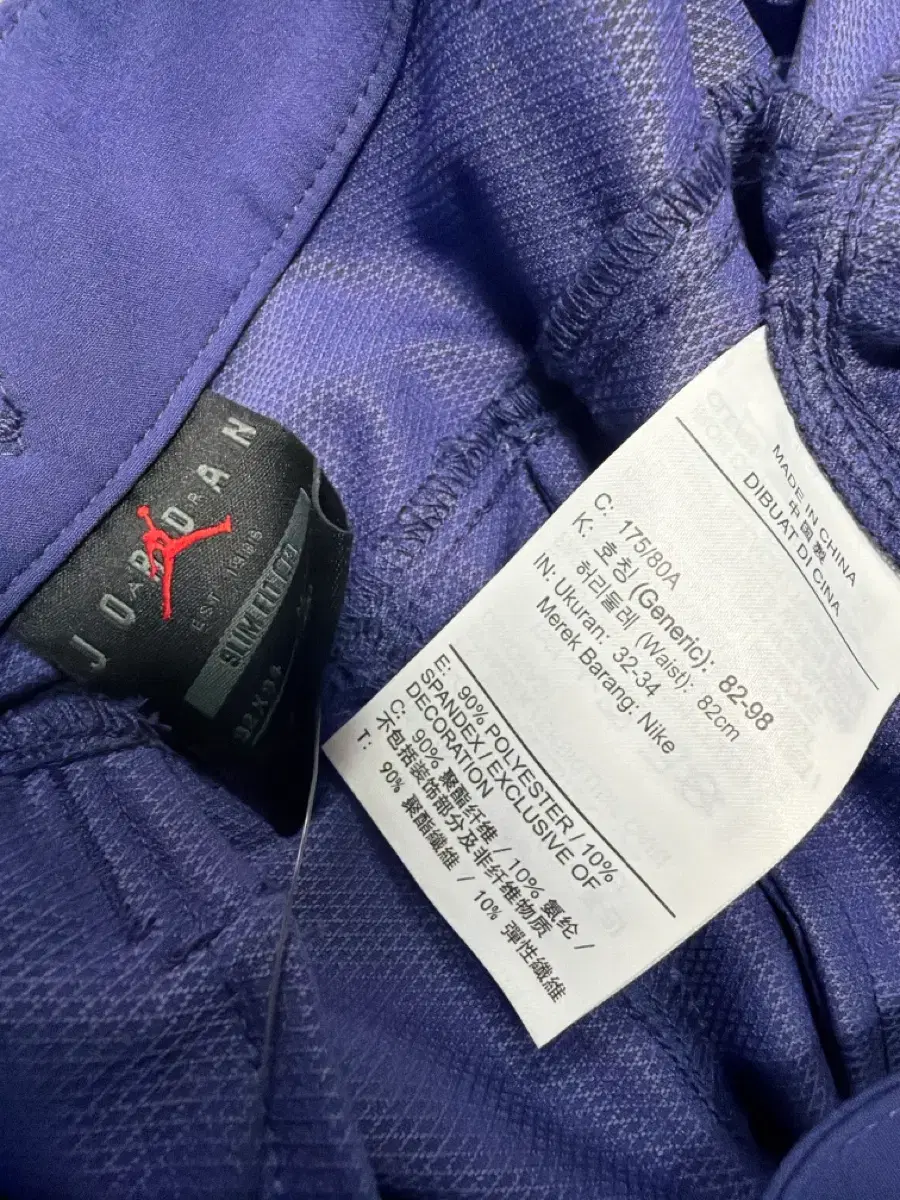 JORDAN
EST 1985
SLIM FIT
32X34
MADE IN CHINA
中国製
DIBUAT DI CINA
C: 175/80A
K: 호칭 (Generic): 82-98
허리둘레 (Waist): 82cm
IN: Ukuran: 32-34
Merek Barang: Nike
E: 90% POLYESTER / 10%
SPANDEX/EXCLUSIVE OF
DECORATION
C: 90% 聚酯纤维 / 10% 氨纶 /
不包括装饰部分及非纤维物质
T: 90% 聚酯纖維 / 10% 彈性纖維